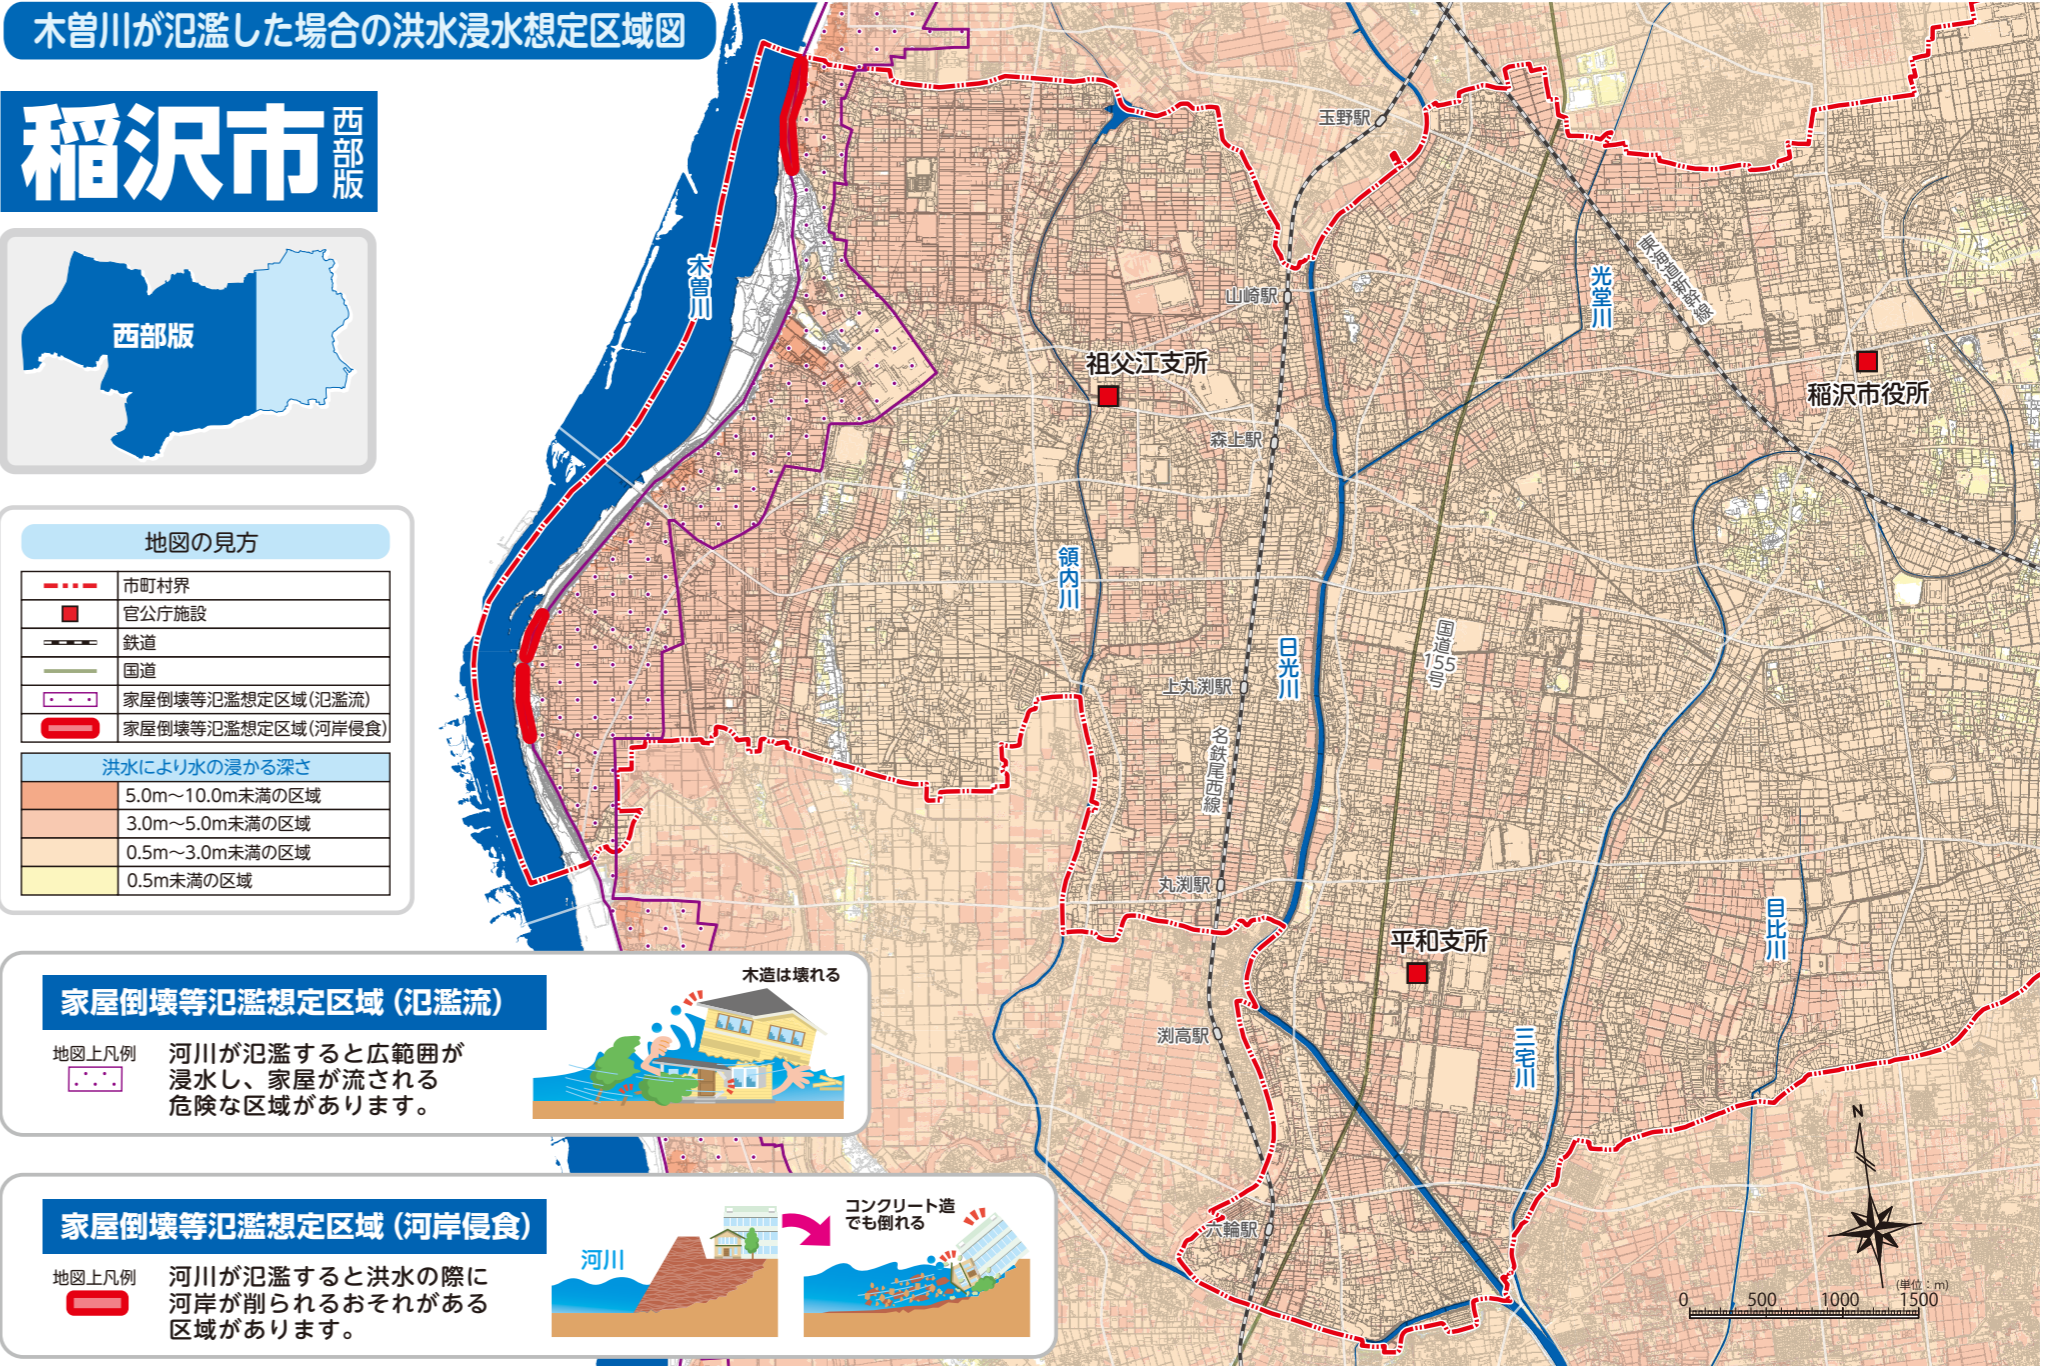 木曽川が氾濫した場合の洪水浸水想定区域図
稲沢市
西部版
西部版
地図の見方
市町村界
官公庁施設
鉄道
国道
家屋倒壊等氾濫想定区域(氾濫流)
家屋倒壊等氾濫想定区域(河岸侵食)
洪水により水の浸かる深さ
5.0m〜10.0m未満の区域
3.0m〜5.0m未満の区域
0.5m〜3.0m未満の区域
0.5m未満の区域
家屋倒壊等氾濫想定区域(氾濫流)
地図上凡例
河川が氾濫すると広範囲が
浸水し、家屋が流される
危険な区域があります。
木造は壊れる
家屋倒壊等氾濫想定区域(河岸侵食)
地図上凡例
河川が氾濫すると洪水の際に
河岸が削られるおそれがある
区域があります。
河川
コンクリート造
でも倒れる
木曽川
玉野駅
山崎駅
祖父江支所
森上駅
領内川
日光川
上丸渕駅
名鉄尾西線
丸渕駅
渕高駅
六輪駅
光堂川
東海道新幹線
稲沢市役所
国道
155
号
平和支所
三宅川
目比川
N
(単位:m)
0 500 1000 1500